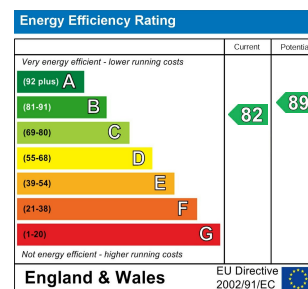 Energy Efficiency Rating
Current Potentia
Very energy efficient - lower running costs
(92 plus) A
(81-91) B
82 89
(69-80) C
(55-68) D
(39-54) E
(21-38) F
(1-20) G
Not energy efficient - higher running costs
England & Wales
EU Directive
2002/91/EC